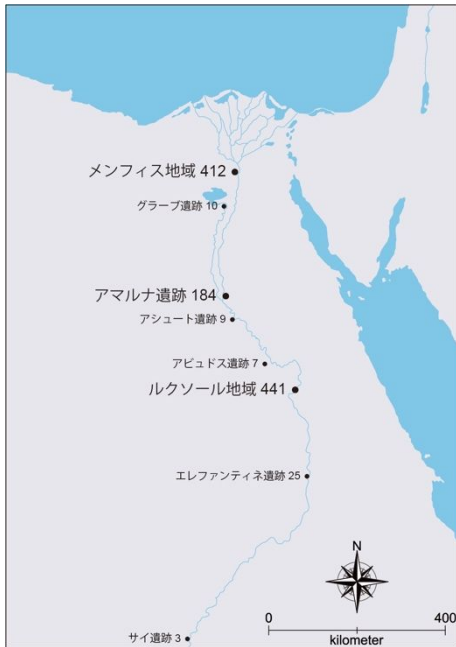 メンフィス地域 412
グラーブ遺跡 10
アマルナ遺跡 184
アシュート遺跡 9
アビュドス遺跡 7
ルクソール地域 441
エレファンティネ遺跡 25
N
0 400
kilometer
サイ遺跡 3